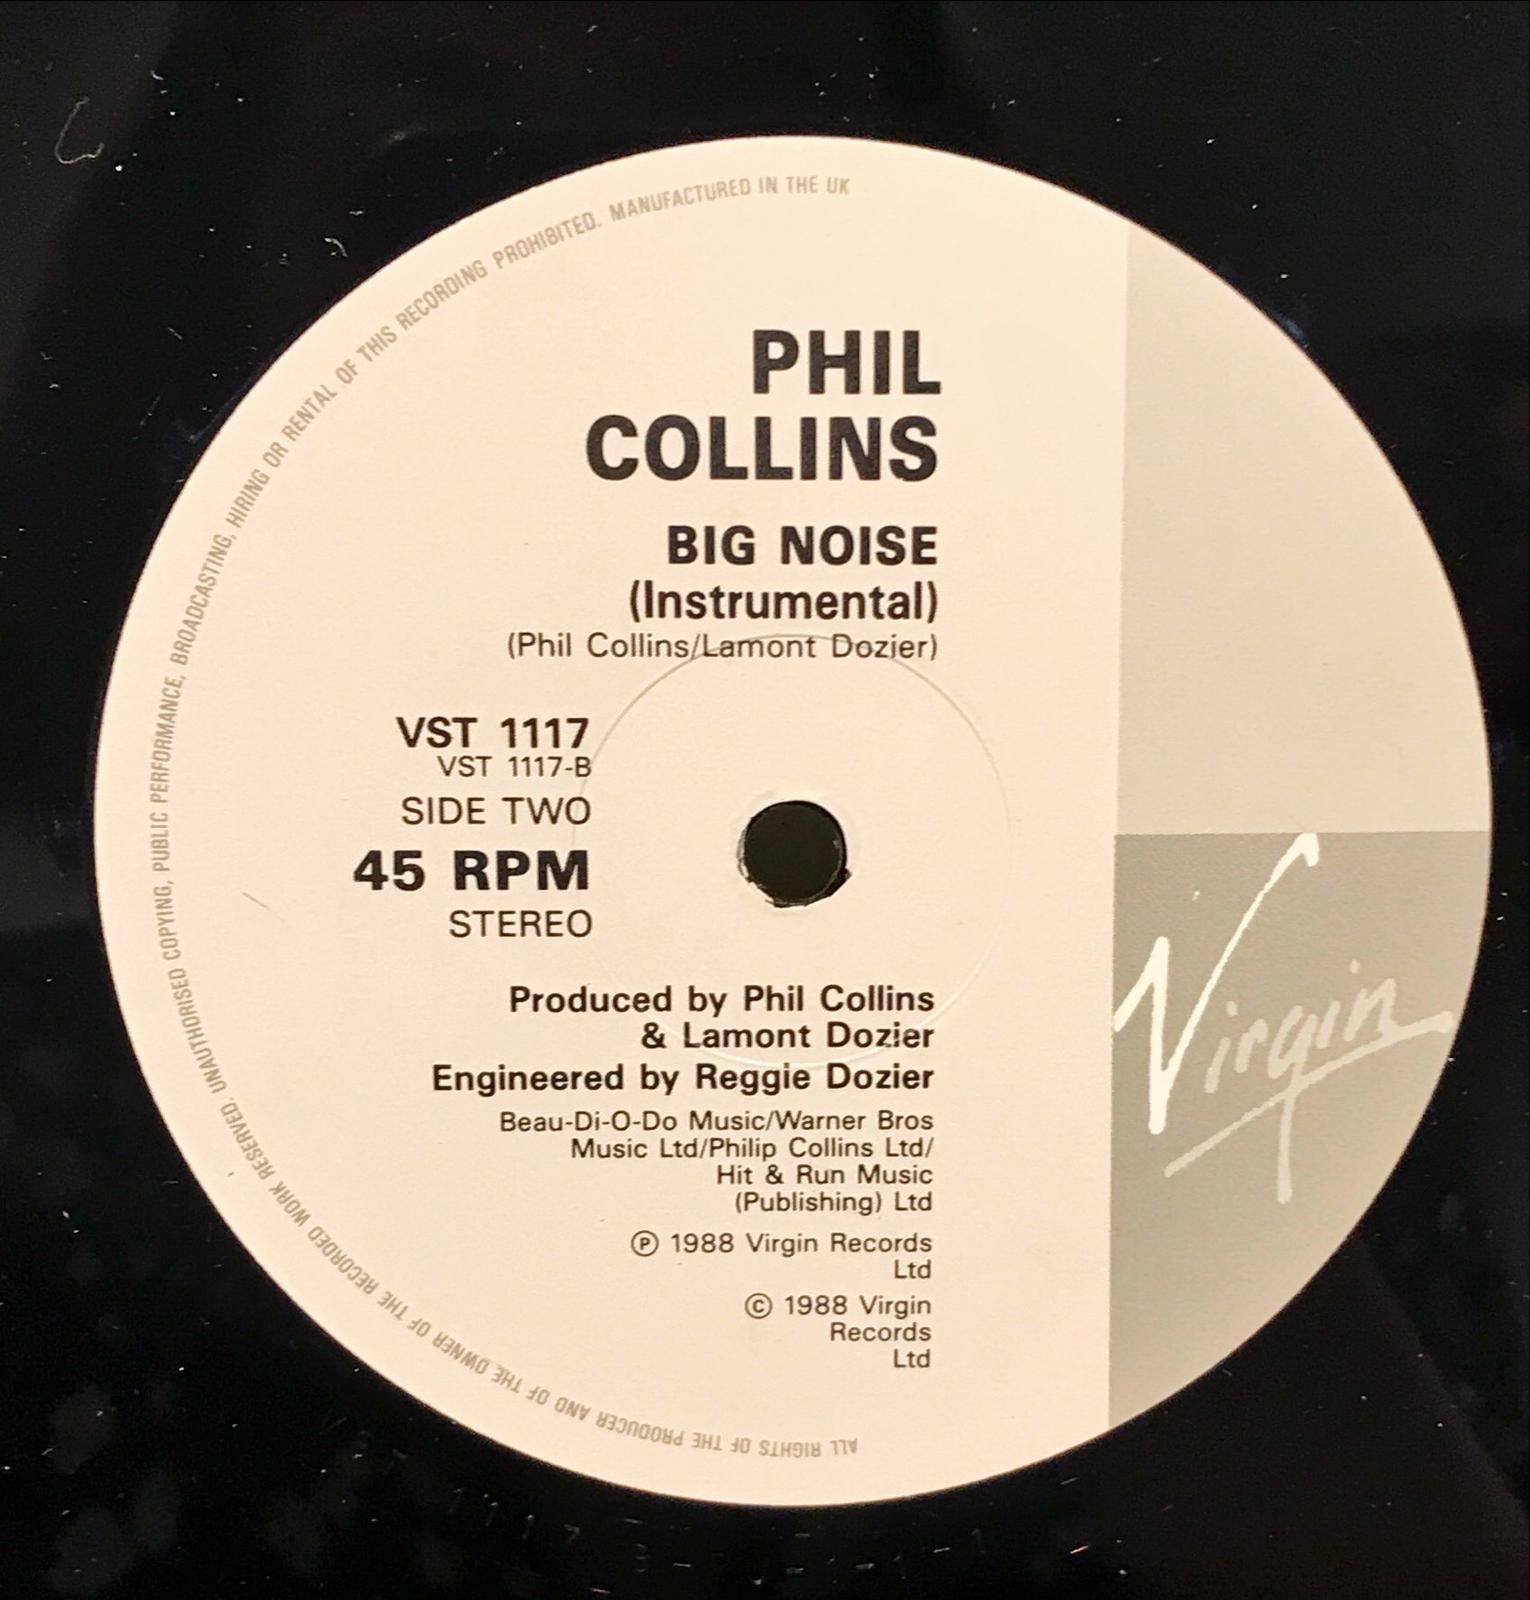 PHIL
COLLINS
BIG NOISE
(Instrumental)
(Phil Collins/Lamont Dozier)
VST 1117
VST 1117-B
SIDE TWO
45 RPM
STEREO
Produced by Phil Collins
& Lamont Dozier
Engineered by Reggie Dozier
Beau-Di-O-Do Music/Warner Bros
Music Ltd/Philip Collins Ltd/
Hit & Run Music
(Publishing) Ltd
Ⓟ 1988 Virgin Records
Ltd
© 1988 Virgin
Records
Ltd
Virgin
ALL RIGHTS OF THE PRODUCER AND OF THE OWNER OF THE RECORDED WORK RESERVED. UNAUTHORISED COPYING, PUBLIC PERFORMANCE, BROADCASTING, HIRING OR RENTAL OF THIS RECORDING PROHIBITED. MANUFACTURED IN THE UK